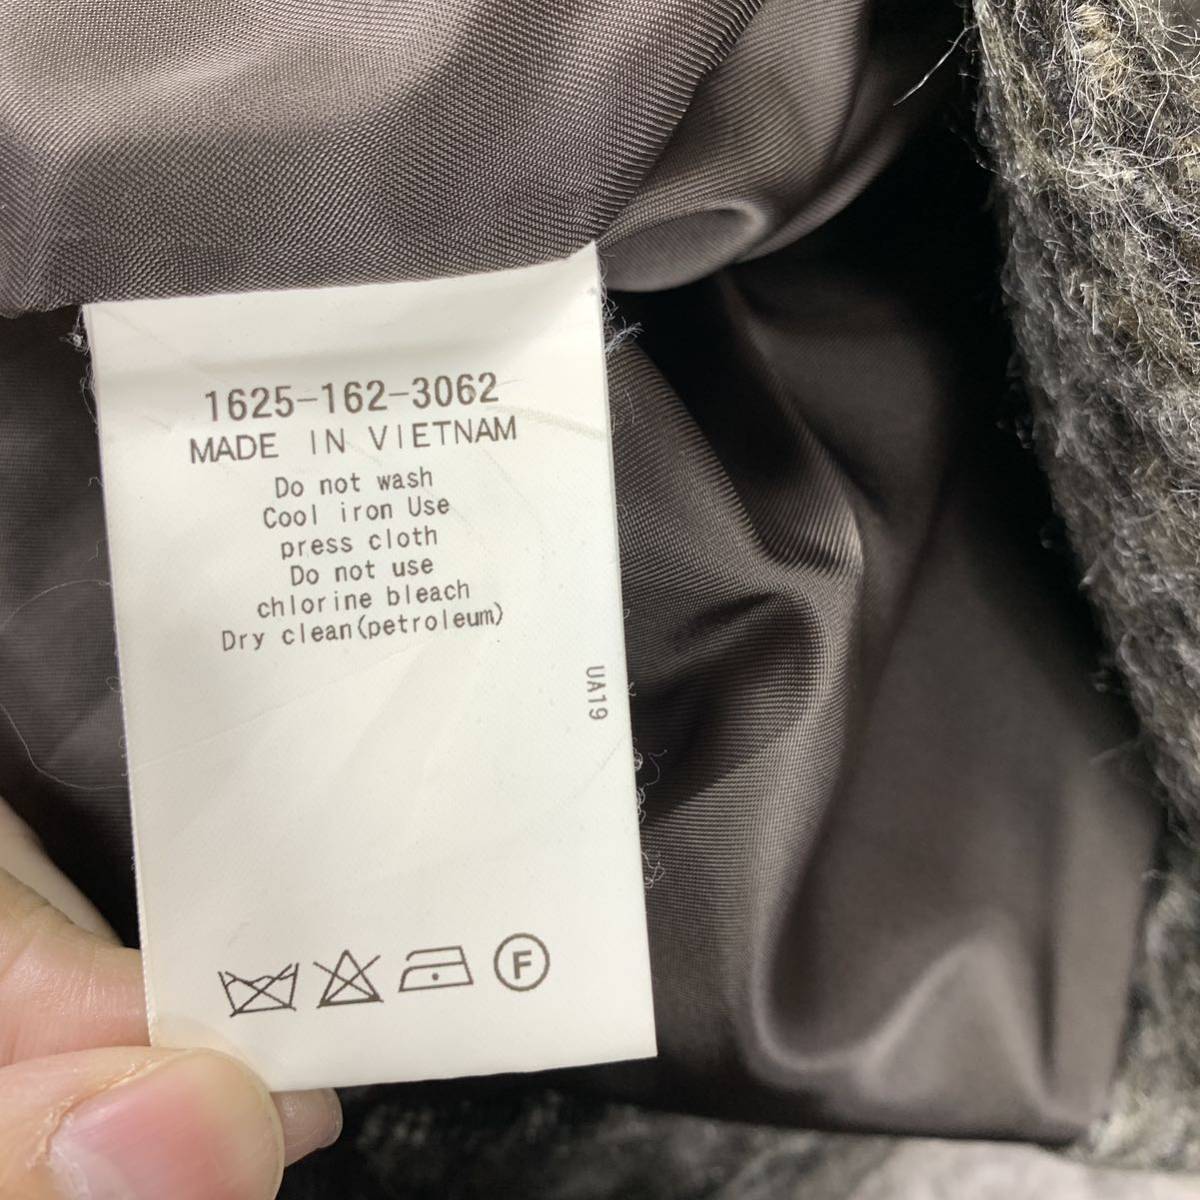 1625-162-3062
MADE IN VIETNAM
Do not wash
Cool iron Use
press cloth
Do not use
chlorine bleach
Dry clean(petroleum)
UA19
F